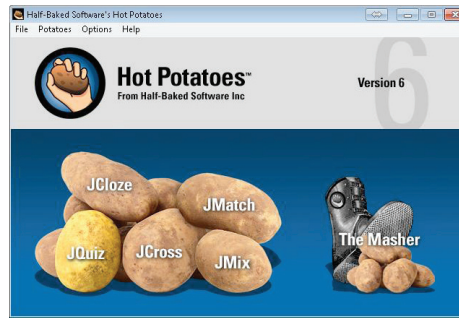 Half-Baked Software's Hot Potatoes
File Potatoes Options Help
Hot Potatoes™
From Half-Baked Software Inc
Version 6
6
JCloze
JMatch
The Masher
JQuiz
JCross
JMix